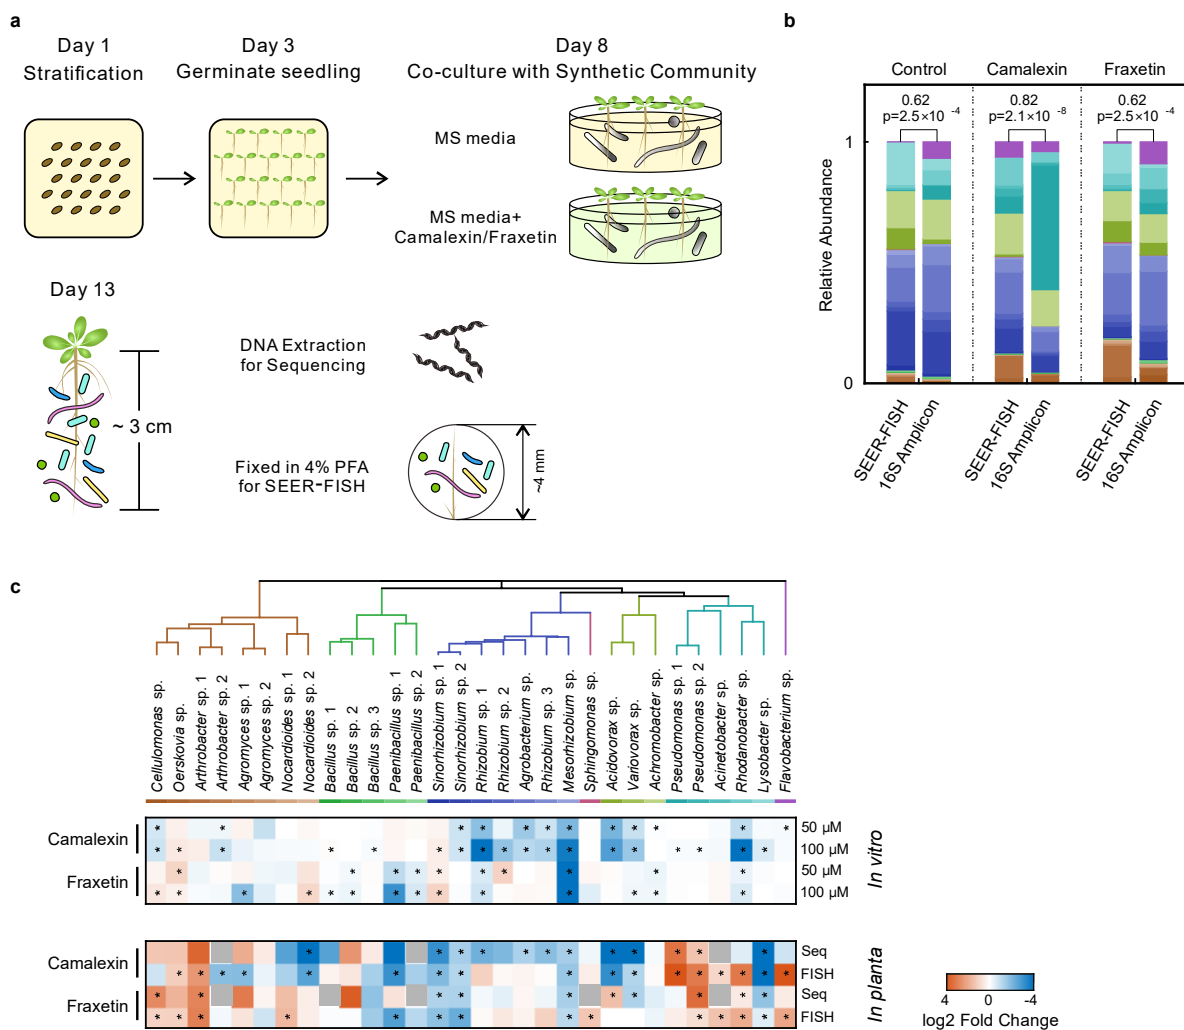 a
Day 1
Stratification
Day 3
Germinate seedling
Day 8
Co-culture with Synthetic Community
MS media
MS media+
Camalexin/Fraxetin
Day 13
~ 3 cm
DNA Extraction
for Sequencing
Fixed in 4% PFA
for SEER-FISH
~4 mm
b
Control
Camalexin
Fraxetin
0.62
p=2.5×10 -4
0.82
p=2.1×10 -8
0.62
p=2.5×10 -4
1
Relative Abundance
0
SEER-FISH
16S Amplicon
SEER-FISH
16S Amplicon
SEER-FISH
16S Amplicon
c
Cellulomonas sp.
Oerskovia sp.
Arthrobacter sp. 1
Arthrobacter sp. 2
Agromyces sp. 1
Agromyces sp. 2
Nocardioides sp. 1
Nocardioides sp. 2
Bacillus sp. 1
Bacillus sp. 2
Bacillus sp. 3
Paenibacillus sp. 1
Paenibacillus sp. 2
Sinorhizobium sp. 1
Sinorhizobium sp. 2
Rhizobium sp. 1
Rhizobium sp. 2
Agrobacterium sp.
Rhizobium sp. 3
Mesorhizobium sp.
Sphingomonas sp.
Acidovorax sp.
Variovorax sp.
Achromobacter sp.
Pseudomonas sp. 1
Pseudomonas sp. 2
Acinetobacter sp.
Rhodanobacter sp.
Lysobacter sp.
Flavobacterium sp.
Camalexin
Fraxetin
50 µM
100 µM
50 µM
100 µM
In vitro
Camalexin
Fraxetin
Seq
FISH
Seq
FISH
In planta
4 0 -4
log2 Fold Change